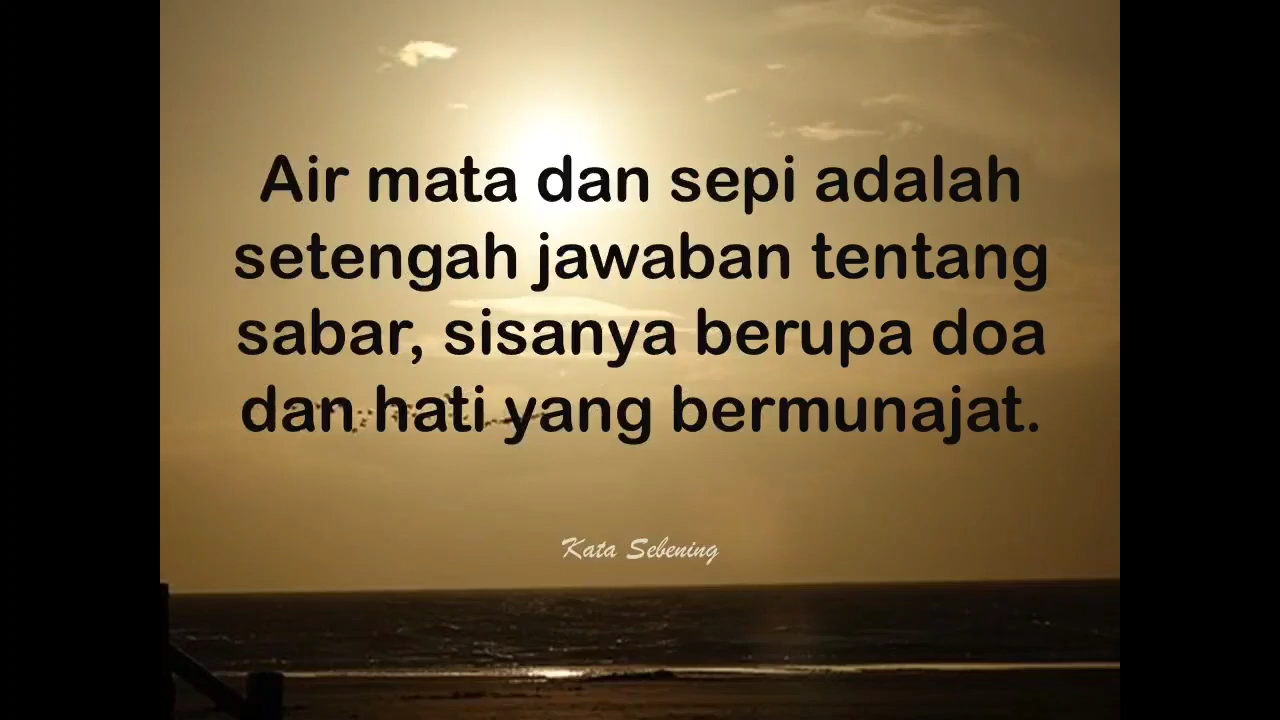 Air mata dan sepi adalah
setengah jawaban tentang
sabar, sisanya berupa doa
dan hati yang bermunajat.
Kata Sebening